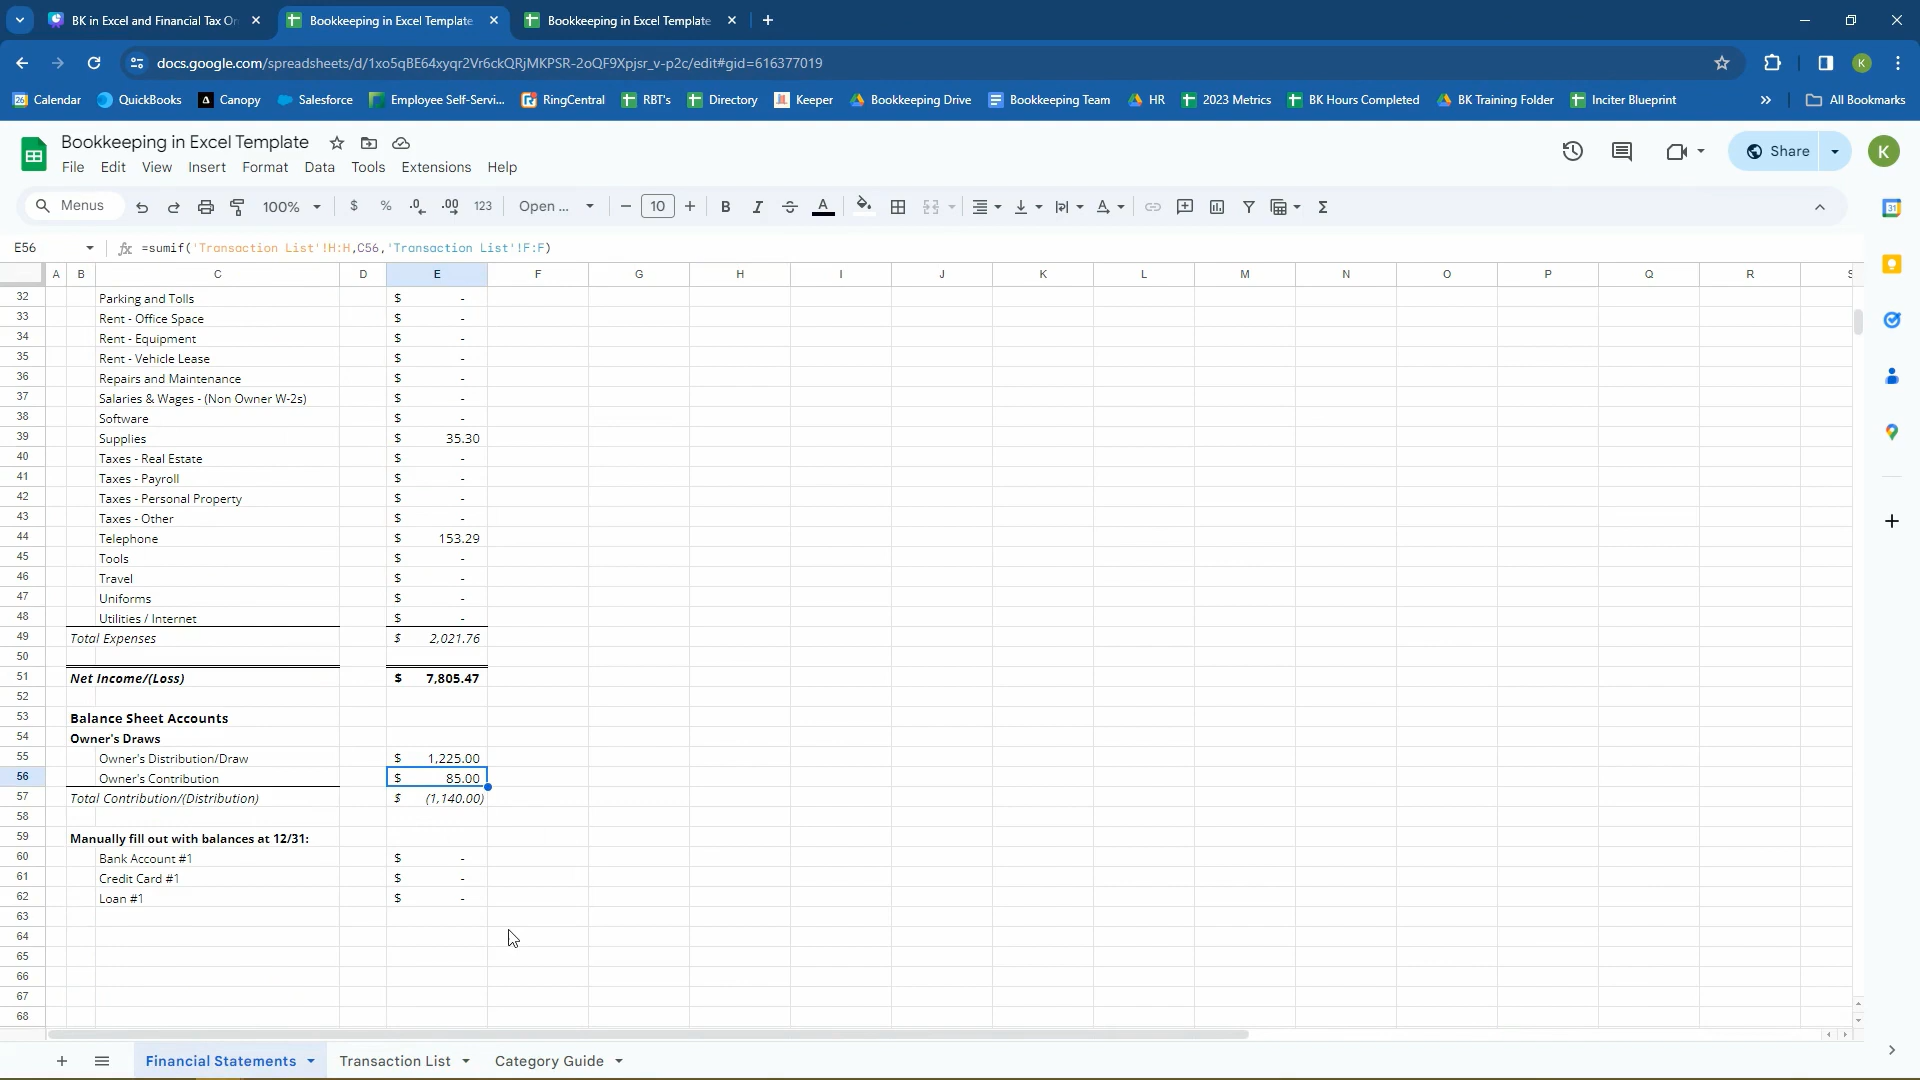 BK in Excel and Financial Tax Or
Bookkeeping in Excel Template
Bookkeeping in Excel Template
docs.google.com/spreadsheets/d/1xo5qBE64xyqr2Vr6ckQRjMKPSR-2oQF9Xpjsr_v-p2c/edit#gid=616377019
K
Calendar QuickBooks Canopy Salesforce Employee Self-Servi... RingCentral RBT's Directory Keeper Bookkeeping Drive Bookkeeping Team HR 2023 Metrics BK Hours Completed BK Training Folder Inciter Blueprint » All Bookmarks
Bookkeeping in Excel Template
File Edit View Insert Format Data Tools Extensions Help
Share
K
Menus 100% $ % .0 .00 123 Open ... − 10 + B I A
E56 fx =sumif('Transaction List'!H:H,C56,'Transaction List'!F:F)
A B C D E F G H I J K L M N O P Q R S
32 Parking and Tolls $ -
33 Rent - Office Space $ -
34 Rent - Equipment $ -
35 Rent - Vehicle Lease $ -
36 Repairs and Maintenance $ -
37 Salaries & Wages - (Non Owner W-2s) $ -
38 Software $ -
39 Supplies $ 35.30
40 Taxes - Real Estate $ -
41 Taxes - Payroll $ -
42 Taxes - Personal Property $ -
43 Taxes - Other $ -
44 Telephone $ 153.29
45 Tools $ -
46 Travel $ -
47 Uniforms $ -
48 Utilities / Internet $ -
49 Total Expenses $ 2,021.76
50
51 Net Income/(Loss) $ 7,805.47
52
53 Balance Sheet Accounts
54 Owner's Draws
55 Owner's Distribution/Draw $ 1,225.00
56 Owner's Contribution $ 85.00
57 Total Contribution/(Distribution) $ (1,140.00)
58
59 Manually fill out with balances at 12/31:
60 Bank Account #1 $ -
61 Credit Card #1 $ -
62 Loan #1 $ -
63
64
65
66
67
68
Financial Statements Transaction List Category Guide